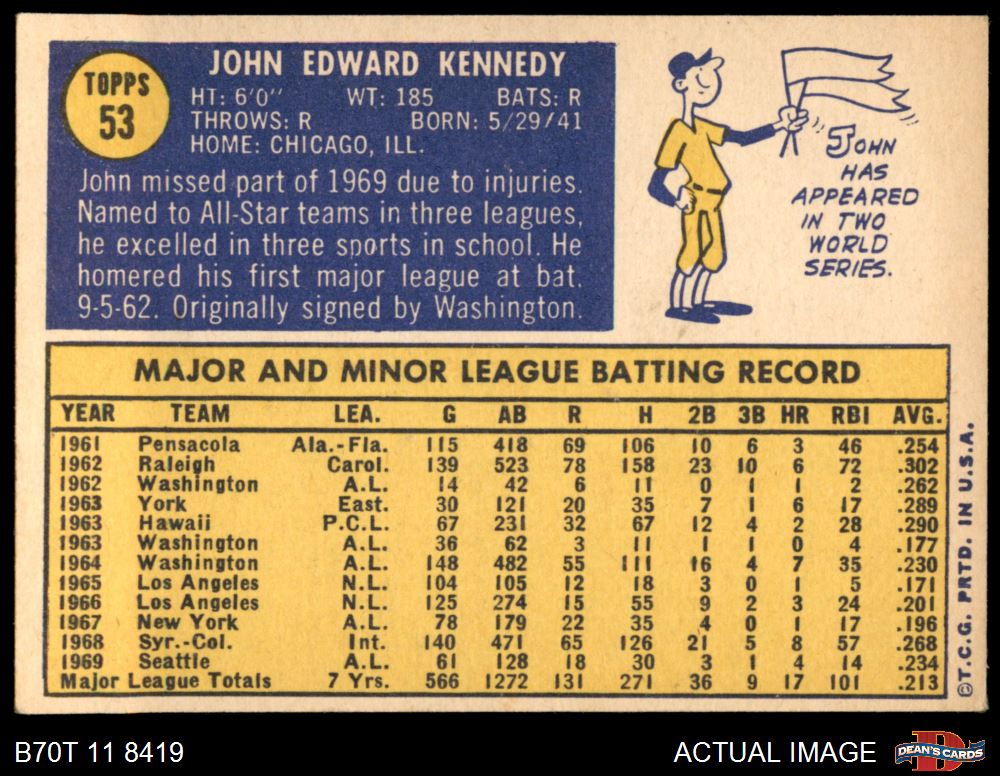 TOPPS
53
JOHN EDWARD KENNEDY
HT: 6'0" WT: 185 BATS: R
THROWS: R BORN: 5/29/41
HOME: CHICAGO, ILL.
John missed part of 1969 due to injuries.
Named to All-Star teams in three leagues,
he excelled in three sports in school. He
homered his first major league at bat.
9-5-62. Originally signed by Washington.
JOHN
HAS
APPEARED
IN TWO
WORLD
SERIES.
MAJOR AND MINOR LEAGUE BATTING RECORD
YEAR TEAM LEA. G AB R H 2B 3B HR RBI AVG.
1961 Pensacola Ala.-Fla. 115 418 69 106 10 6 3 46 .254
1962 Raleigh Carol. 139 523 78 158 23 10 6 72 .302
1962 Washington A.L. 14 42 6 11 0 1 1 2 .262
1963 York East. 30 121 20 35 7 1 6 17 .289
1963 Hawaii P.C.L. 67 231 32 67 12 4 2 28 .290
1963 Washington A.L. 36 62 3 11 1 1 0 4 .177
1964 Washington A.L. 148 482 55 111 16 4 7 35 .230
1965 Los Angeles N.L. 104 105 12 18 3 0 1 5 .171
1966 Los Angeles N.L. 125 274 15 55 9 2 3 24 .201
1967 New York A.L. 78 179 22 35 4 0 1 17 .196
1968 Syr.-Col. Int. 140 471 65 126 21 5 8 57 .268
1969 Seattle A.L. 61 128 18 30 3 1 4 14 .234
Major League Totals 7 Yrs. 566 1272 131 271 36 9 17 101 .213
©T.C.G. PRTD. IN U.S.A.
B70T 11 8419
ACTUAL IMAGE
DEAN'S CARDS